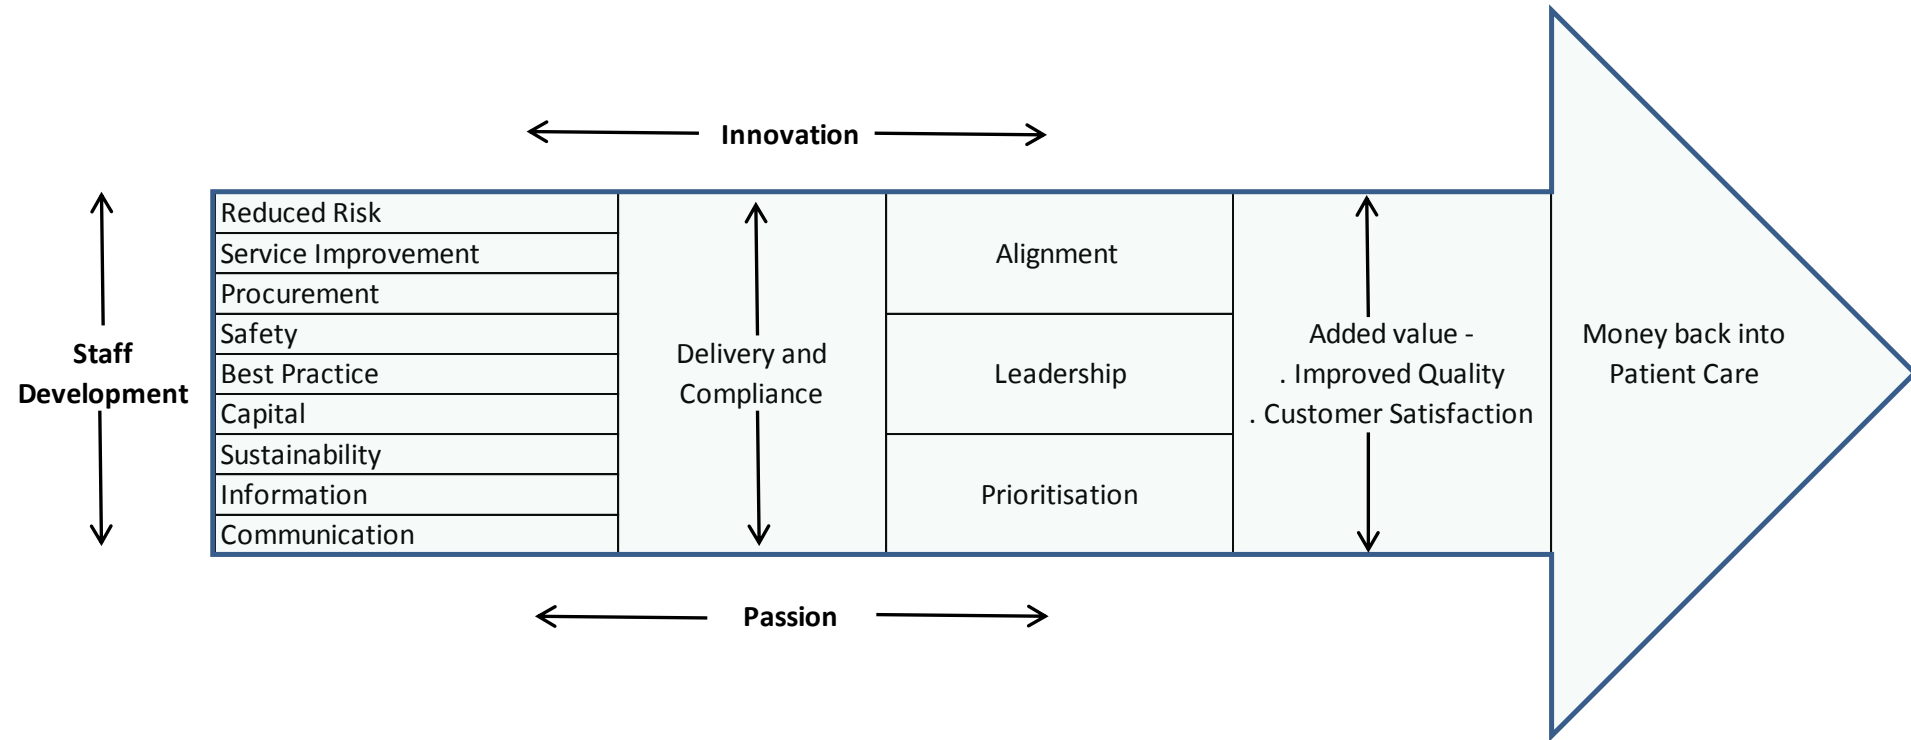 Innovation
Staff
Development
Reduced Risk
Service Improvement
Procurement
Safety
Best Practice
Capital
Sustainability
Information
Communication
Delivery and
Compliance
Alignment
Leadership
Prioritisation
Added value -
. Improved Quality
. Customer Satisfaction
Money back into
Patient Care
Passion